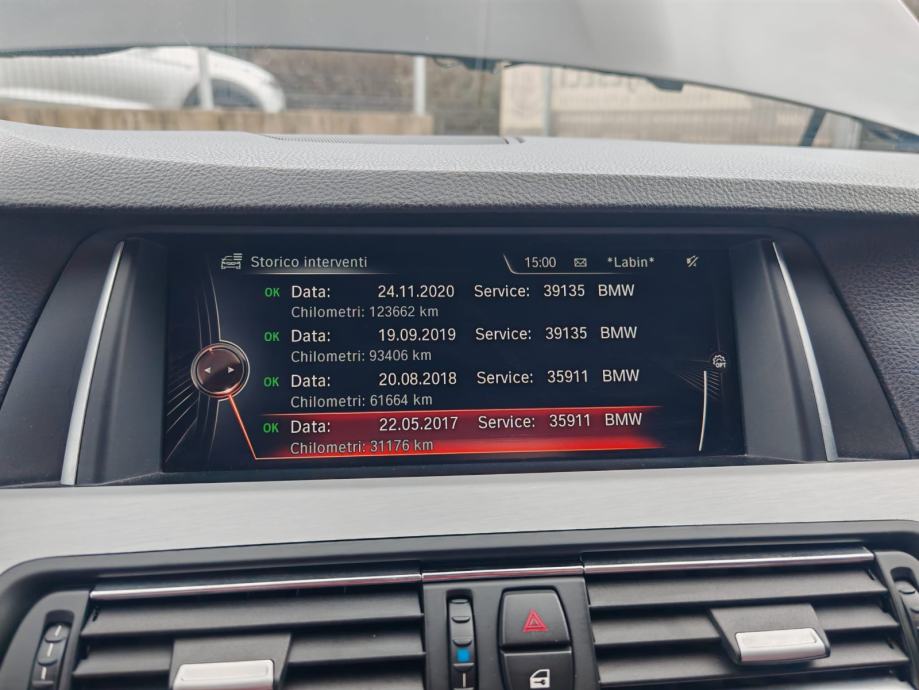 Storico interventi 15:00 *Labin*
OK Data: 24.11.2020 Service: 39135 BMW
Chilometri: 123662 km
OK Data: 19.09.2019 Service: 39135 BMW
Chilometri: 93406 km
OPT
OK Data: 20.08.2018 Service: 35911 BMW
Chilometri: 61664 km
OK Data: 22.05.2017 Service: 35911 BMW
Chilometri: 31176 km